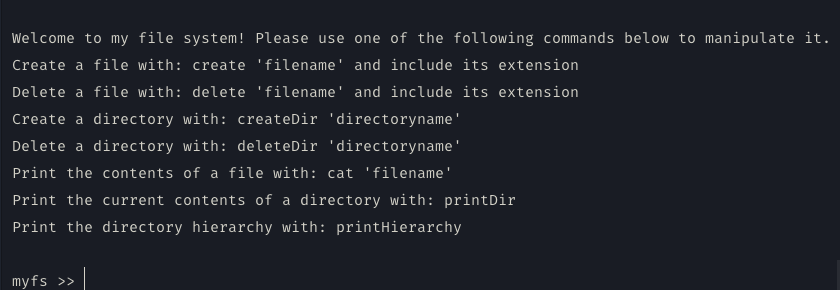 Welcome to my file system! Please use one of the following commands below to manipulate it.
Create a file with: create 'filename' and include its extension
Delete a file with: delete 'filename' and include its extension
Create a directory with: createDir 'directoryname'
Delete a directory with: deleteDir 'directoryname'
Print the contents of a file with: cat 'filename'
Print the current contents of a directory with: printDir
Print the directory hierarchy with: printHierarchy
myfs >>